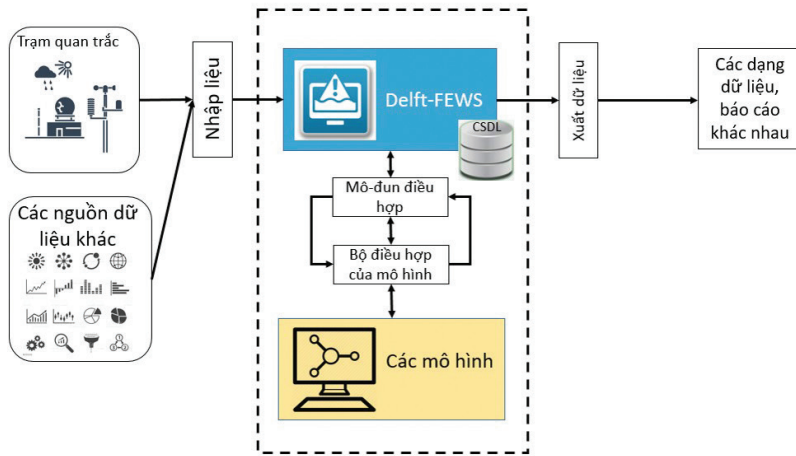 Trạm quan trắc
Các nguồn dữ
liệu khác
Nhập liệu
Delft-FEWS
CSDL
Mô-đun điều
hợp
Bộ điều hợp
của mô hình
Các mô hình
Xuất dữ liệu
Các dạng
dữ liệu,
báo cáo
khác nhau